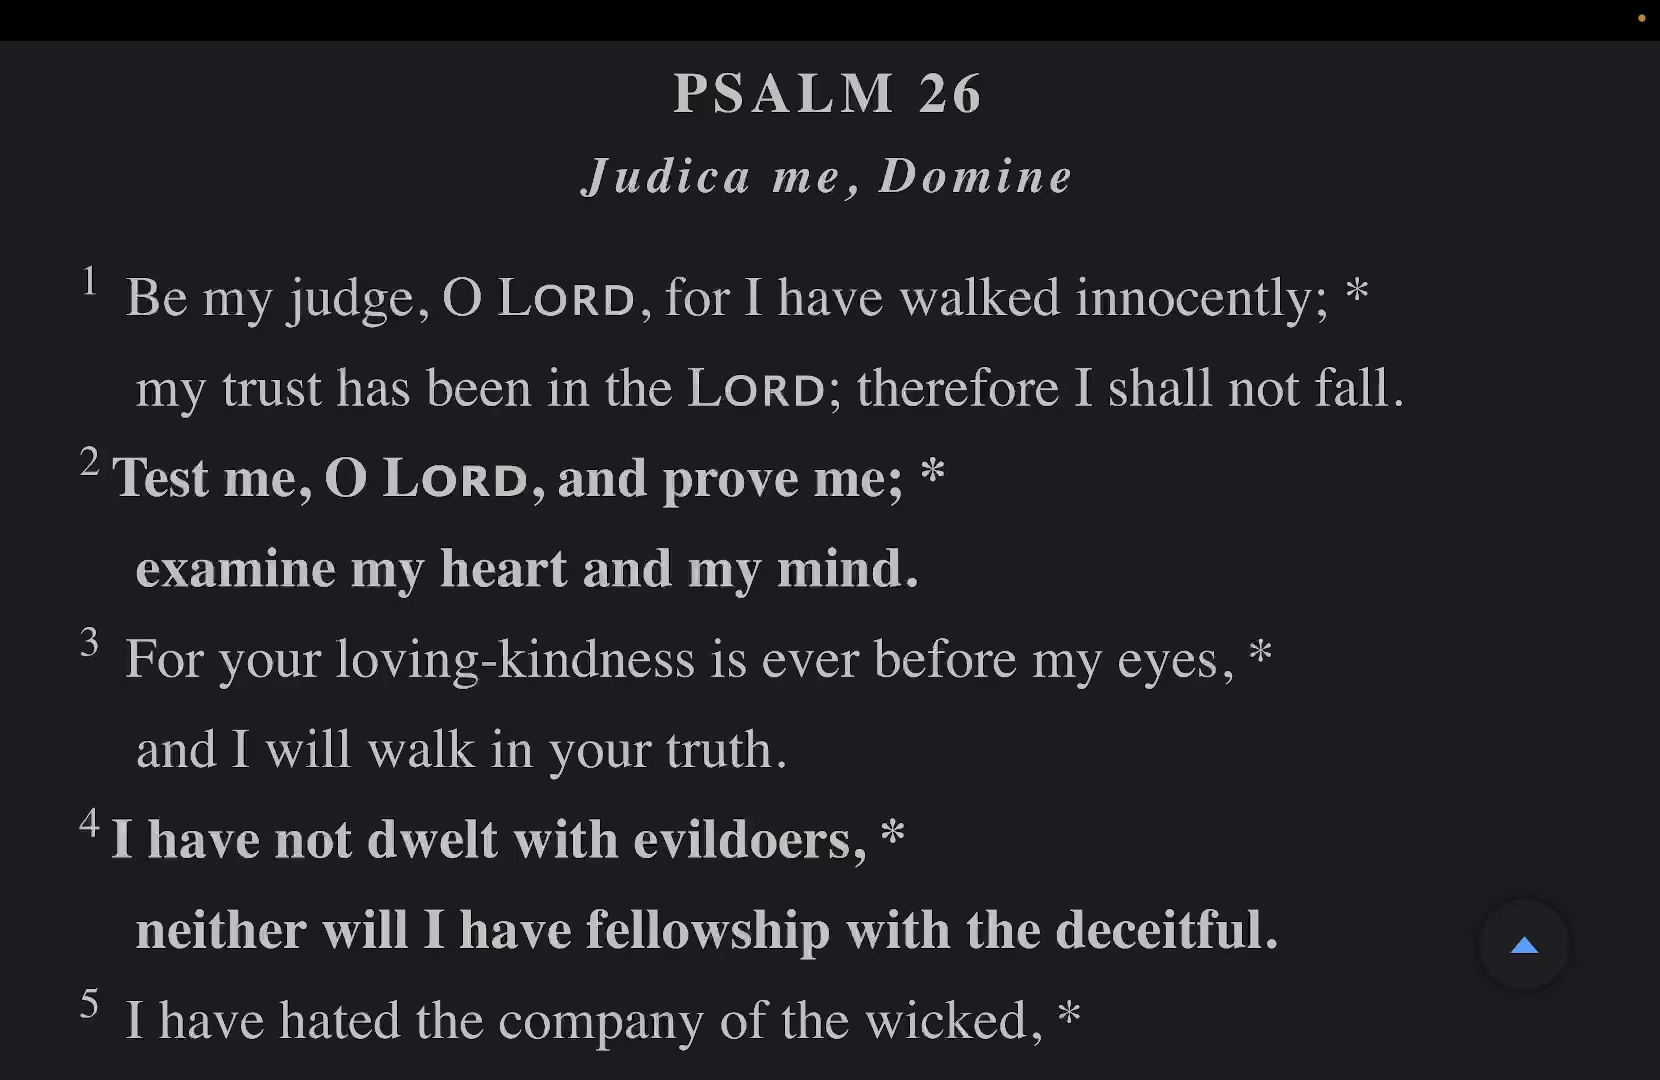 PSALM 26
Judica me, Domine
1 Be my judge, O LORD, for I have walked innocently; *
my trust has been in the LORD; therefore I shall not fall.
2 Test me, O LORD, and prove me; *
examine my heart and my mind.
3 For your loving-kindness is ever before my eyes, *
and I will walk in your truth.
4 I have not dwelt with evildoers, *
neither will I have fellowship with the deceitful.
5 I have hated the company of the wicked, *